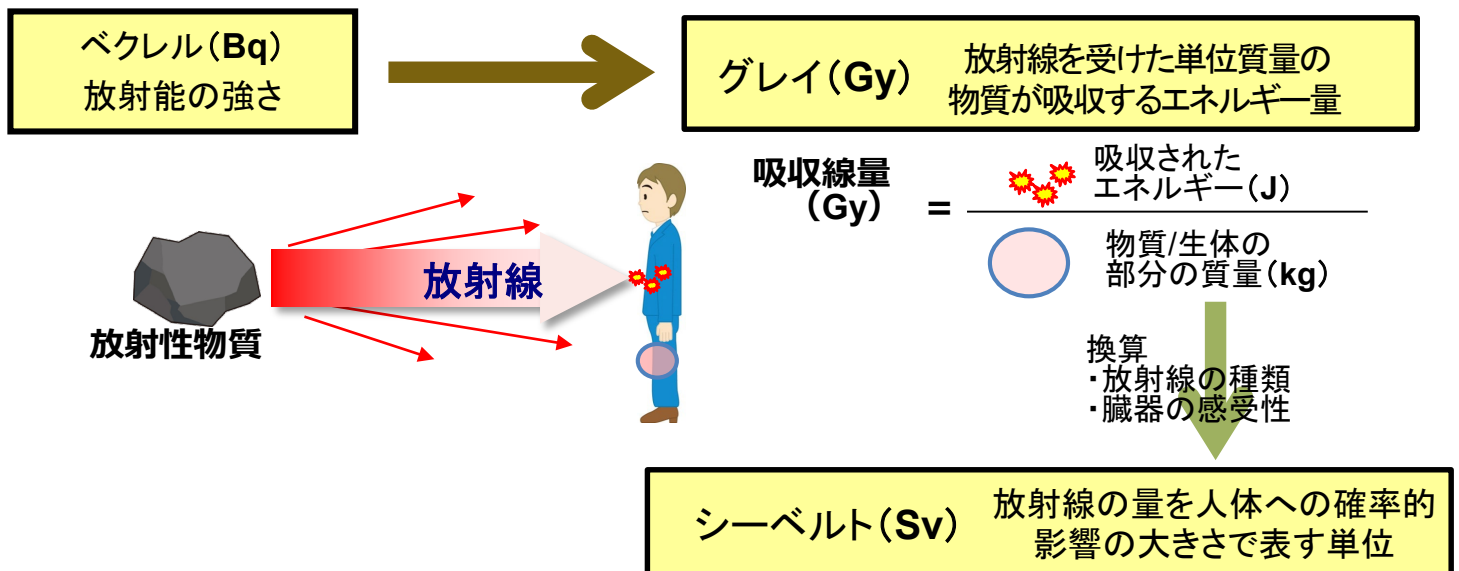 ベクレル（Bq）
放射能の強さ
グレイ（Gy）
放射線を受けた単位質量の
物質が吸収するエネルギー量
放射線
放射性物質
吸収線量
（Gy）
=
吸収された
エネルギー（J）
物質/生体の
部分の質量（kg）
換算
・放射線の種類
・臓器の感受性
シーベルト（Sv）
放射線の量を人体への確率的
影響の大きさで表す単位